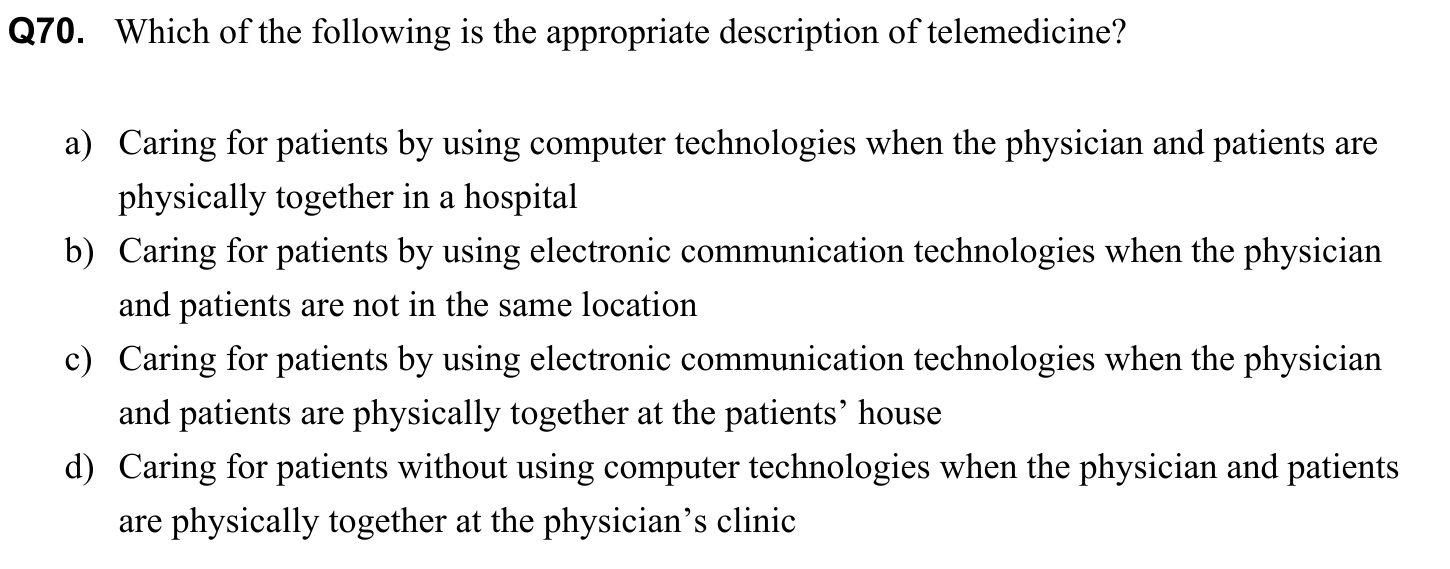 Q70. Which of the following is the appropriate description of telemedicine?
a) Caring for patients by using computer technologies when the physician and patients are
physically together in a hospital
b) Caring for patients by using electronic communication technologies when the physician
and patients are not in the same location
c) Caring for patients by using electronic communication technologies when the physician
and patients are physically together at the patients’ house
d) Caring for patients without using computer technologies when the physician and patients
are physically together at the physician’s clinic